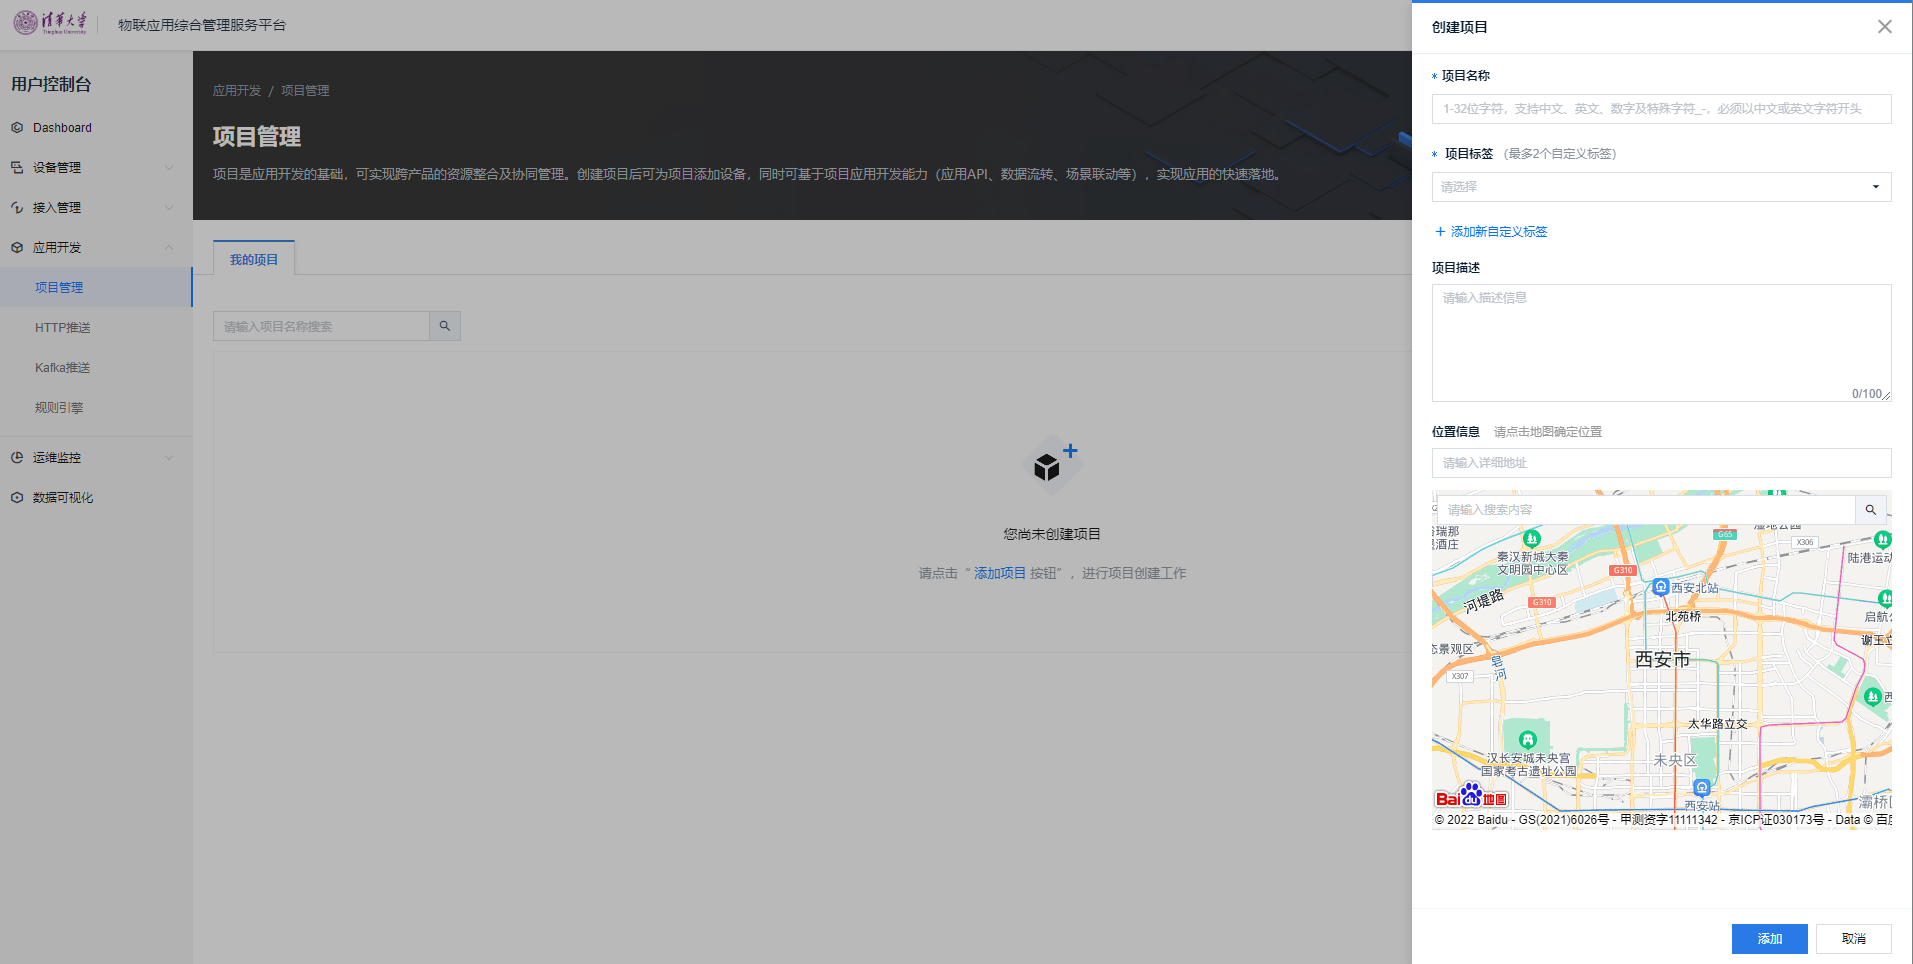 清华大学
Tsinghua University
物联应用综合管理服务平台
用户控制台
Dashboard
设备管理
接入管理
应用开发
项目管理
HTTP推送
Kafka推送
规则引擎
运维监控
数据可视化
应用开发 / 项目管理
项目管理
项目是应用开发的基础，可实现跨产品的资源整合及协同管理。创建项目后可为项目添加设备，同时可基于项目应用开发能力（应用API、数据流转、场景联动等），实现应用的快速落地。
我的项目
请输入项目名称搜索
您尚未创建项目
请点击“ 添加项目 按钮”，进行项目创建工作
创建项目
* 项目名称
1-32位字符，支持中文、英文、数字及特殊字符_-，必须以中文或英文字符开头
* 项目标签 （最多2个自定义标签）
请选择
+ 添加新自定义标签
项目描述
请输入描述信息
0/100
位置信息 请点击地图确定位置
请输入详细地址
请输入搜索内容
G65
X306
陆港运动
秦汉新城大秦
文明园中心区
G310
西安北站
河堤路
G310
北苑桥
启航
谢王立
态景观区
西安市
皂河
X307
西
太华路立交
汉长安城未央宫
国家考古遗址公园
未央区
西安站
灞桥区
Baidu地图
© 2022 Baidu - GS(2021)6026号 - 甲测资字11111342 - 京ICP证030173号 - Data © 百度
添加
取消